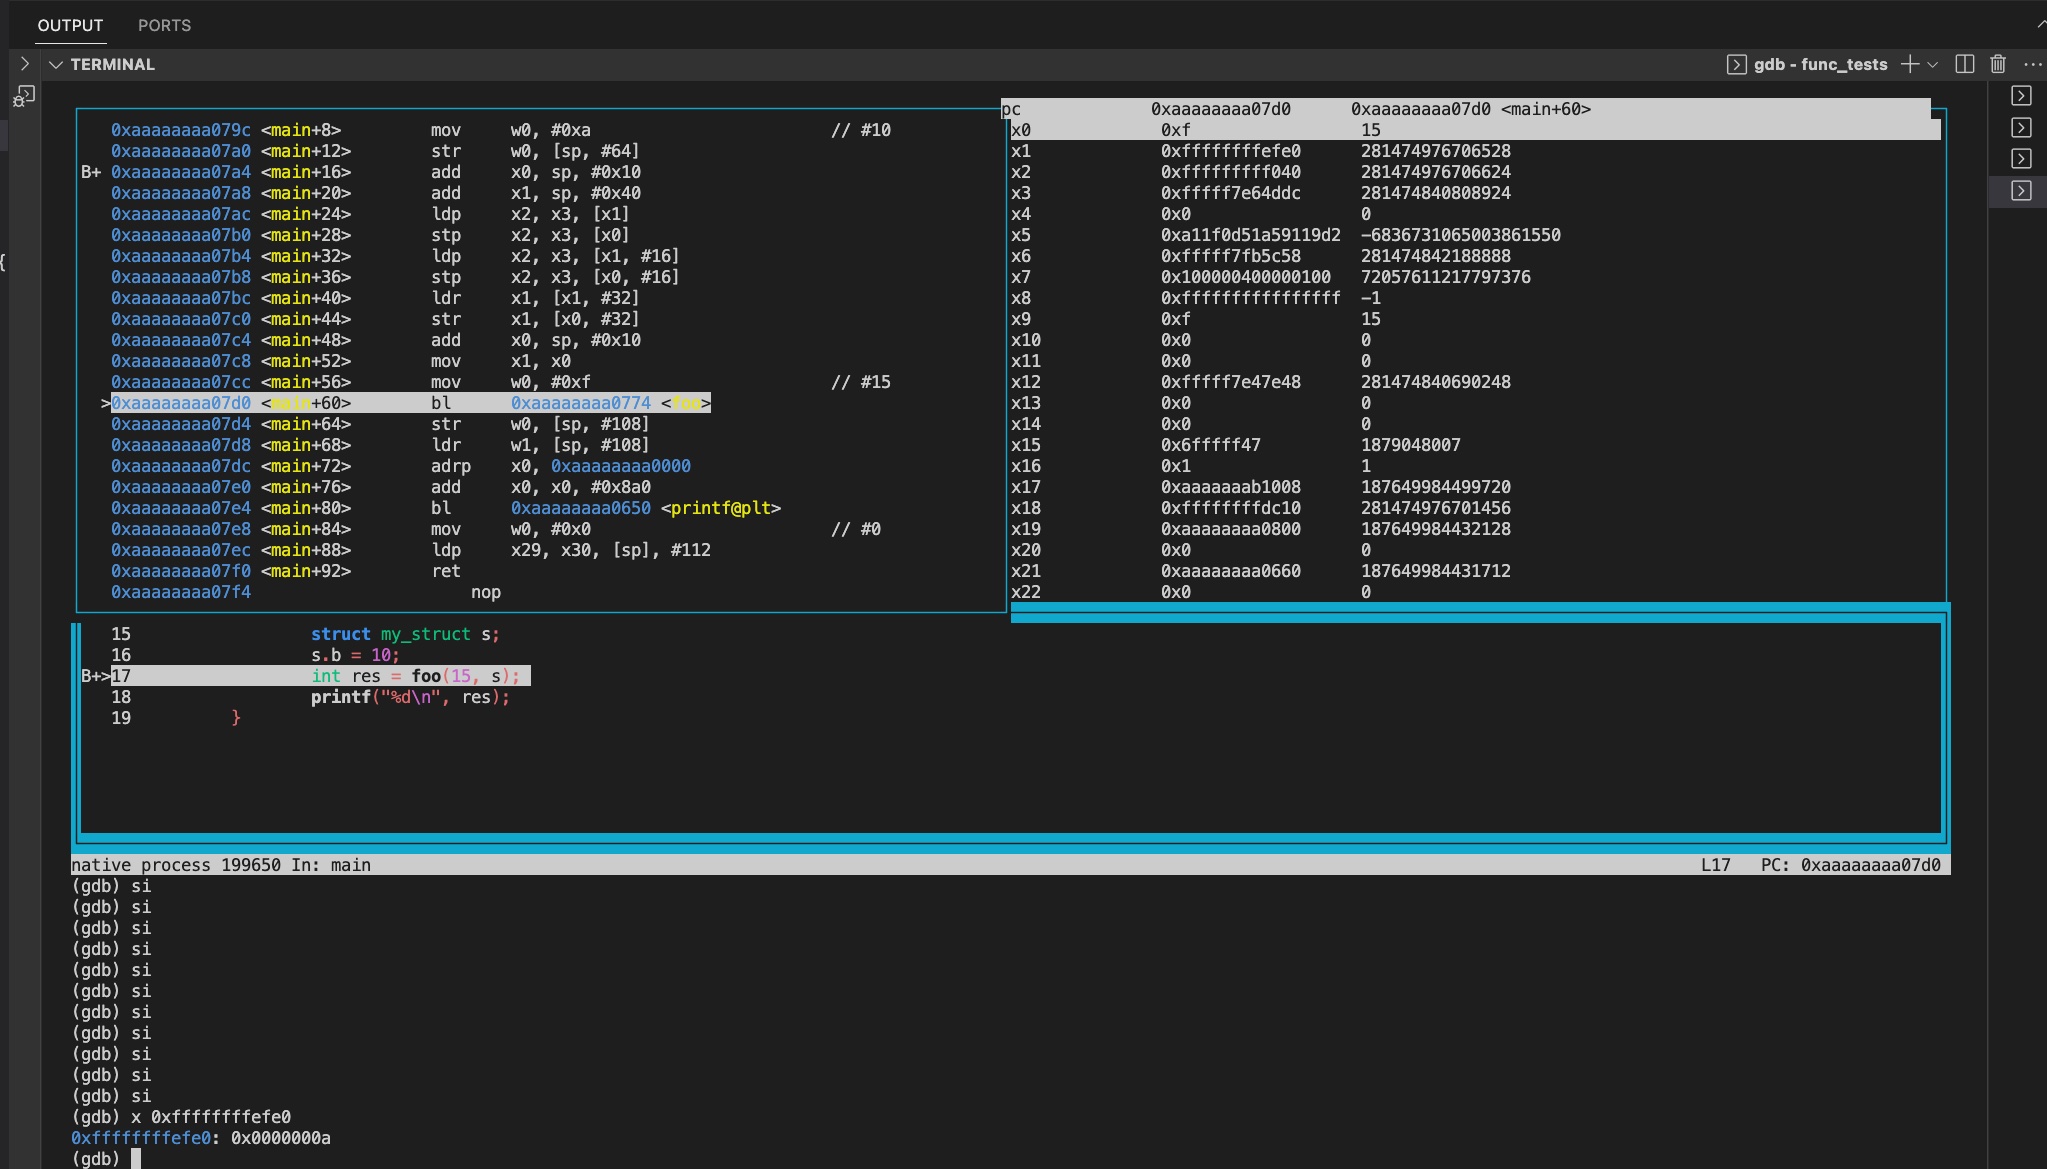 OUTPUT PORTS
TERMINAL gdb - func_tests
0xaaaaaaaa079c <main+8> mov w0, #0xa // #10
0xaaaaaaaa07a0 <main+12> str w0, [sp, #64]
B+ 0xaaaaaaaa07a4 <main+16> add x0, sp, #0x10
0xaaaaaaaa07a8 <main+20> add x1, sp, #0x40
0xaaaaaaaa07ac <main+24> ldp x2, x3, [x1]
0xaaaaaaaa07b0 <main+28> stp x2, x3, [x0]
0xaaaaaaaa07b4 <main+32> ldp x2, x3, [x1, #16]
0xaaaaaaaa07b8 <main+36> stp x2, x3, [x0, #16]
0xaaaaaaaa07bc <main+40> ldr x1, [x1, #32]
0xaaaaaaaa07c0 <main+44> str x1, [x0, #32]
0xaaaaaaaa07c4 <main+48> add x0, sp, #0x10
0xaaaaaaaa07c8 <main+52> mov x1, x0
0xaaaaaaaa07cc <main+56> mov w0, #0xf // #15
>0xaaaaaaaa07d0 <main+60> bl 0xaaaaaaaa0774 <foo>
0xaaaaaaaa07d4 <main+64> str w0, [sp, #108]
0xaaaaaaaa07d8 <main+68> ldr w1, [sp, #108]
0xaaaaaaaa07dc <main+72> adrp x0, 0xaaaaaaaa0000
0xaaaaaaaa07e0 <main+76> add x0, x0, #0x8a0
0xaaaaaaaa07e4 <main+80> bl 0xaaaaaaaa0650 <printf@plt>
0xaaaaaaaa07e8 <main+84> mov w0, #0x0 // #0
0xaaaaaaaa07ec <main+88> ldp x29, x30, [sp], #112
0xaaaaaaaa07f0 <main+92> ret
0xaaaaaaaa07f4 nop
pc 0xaaaaaaaa07d0 0xaaaaaaaa07d0 <main+60>
x0 0xf 15
x1 0xffffffffefe0 281474976706528
x2 0xfffffffff040 281474976706624
x3 0xfffff7e64ddc 281474840808924
x4 0x0 0
x5 0xa11f0d51a59119d2 -6836731065003861550
x6 0xfffff7fb5c58 281474842188888
x7 0x100000400000100 72057611217797376
x8 0xffffffffffffffff -1
x9 0xf 15
x10 0x0 0
x11 0x0 0
x12 0xfffff7e47e48 281474840690248
x13 0x0 0
x14 0x0 0
x15 0x6fffff47 1879048007
x16 0x1 1
x17 0xaaaaaaab1008 187649984499720
x18 0xffffffffdc10 281474976701456
x19 0xaaaaaaaa0800 187649984432128
x20 0x0 0
x21 0xaaaaaaaa0660 187649984431712
x22 0x0 0
{
15 struct my_struct s;
16 s.b = 10;
B+>17 int res = foo(15, s);
18 printf("%d\n", res);
19 }
native process 199650 In: main L17 PC: 0xaaaaaaaa07d0
(gdb) si
(gdb) si
(gdb) si
(gdb) si
(gdb) si
(gdb) si
(gdb) si
(gdb) si
(gdb) si
(gdb) si
(gdb) si
(gdb) x 0xffffffffefe0
0xffffffffefe0: 0x0000000a
(gdb)